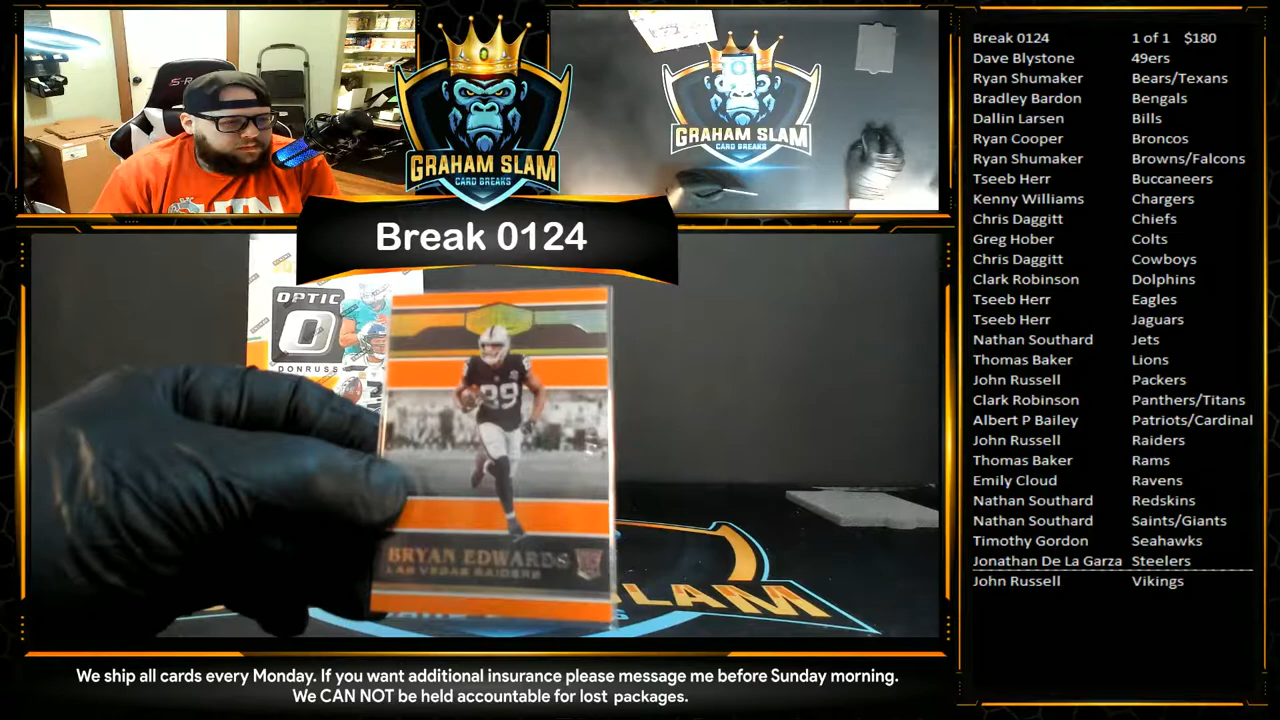 GRAHAM SLAM
CARD BREAKS
GRAHAM SLAM
CARD BREAKS
Break 0124
OPTIC
DONRUSS
89
BRYAN EDWARDS
LAS VEGAS RAIDERS
SLAM
We ship all cards every Monday. If you want additional insurance please message me before Sunday morning.
We CAN NOT be held accountable for lost packages.
Break 0124 1 of 1 $180
Dave Blystone 49ers
Ryan Shumaker Bears/Texans
Bradley Bardon Bengals
Dallin Larsen Bills
Ryan Cooper Broncos
Ryan Shumaker Browns/Falcons
Tseeb Herr Buccaneers
Kenny Williams Chargers
Chris Daggitt Chiefs
Greg Hober Colts
Chris Daggitt Cowboys
Clark Robinson Dolphins
Tseeb Herr Eagles
Tseeb Herr Jaguars
Nathan Southard Jets
Thomas Baker Lions
John Russell Packers
Clark Robinson Panthers/Titans
Albert P Bailey Patriots/Cardinal
John Russell Raiders
Thomas Baker Rams
Emily Cloud Ravens
Nathan Southard Redskins
Nathan Southard Saints/Giants
Timothy Gordon Seahawks
Jonathan De La Garza Steelers
John Russell Vikings